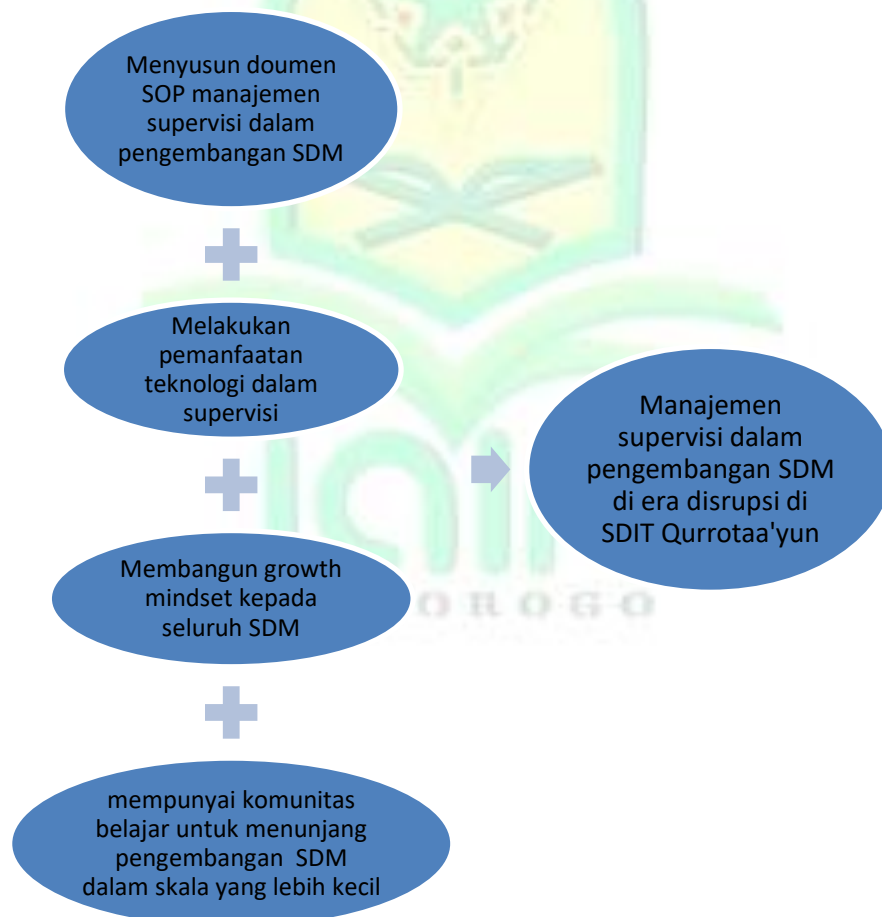 Menyusun doumen
SOP manajemen
supervisi dalam
pengembangan SDM
Melakukan
pemanfaatan
teknologi dalam
supervisi
Membangun growth
mindset kepada
seluruh SDM
mempunyai komunitas
belajar untuk menunjang
pengembangan SDM
dalam skala yang lebih kecil
Manajemen
supervisi dalam
pengembangan SDM
di era disrupsi di
SDIT Qurrotaa'yun
OROGO